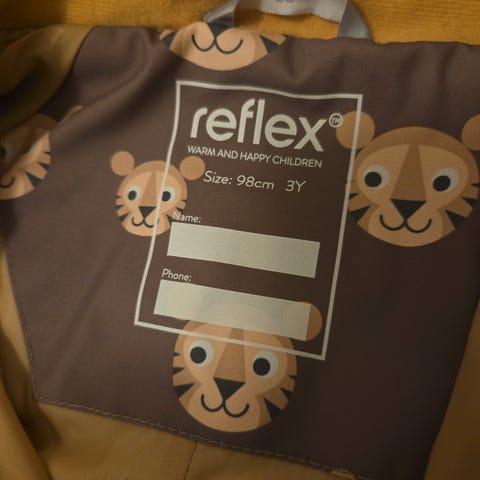 reflex™
WARM AND HAPPY CHILDREN
Size: 98cm 3Y
Name:
Phone: